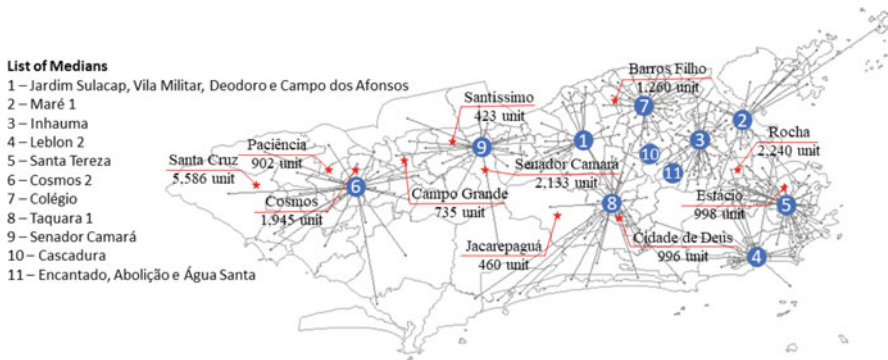 List of Medians
1 – Jardim Sulacap, Vila Militar, Deodoro e Campo dos Afonsos
2 – Maré 1
3 – Inhauma
4 – Leblon 2
5 – Santa Tereza
6 – Cosmos 2
7 – Colégio
8 – Taquara 1
9 – Senador Camará
10 – Cascadura
11 – Encantado, Abolição e Água Santa
Barros Filho
1,260 unit
Santíssimo
423 unit
Paciência
902 unit
Santa Cruz
5,586 unit
Cosmos
1,945 unit
Campo Grande
735 unit
Senador Camará
2,133 unit
Jacarepaguá
460 unit
Cidade de Deus
996 unit
Rocha
2,240 unit
Estácio
998 unit
1
2
3
4
5
6
7
8
9
10
11